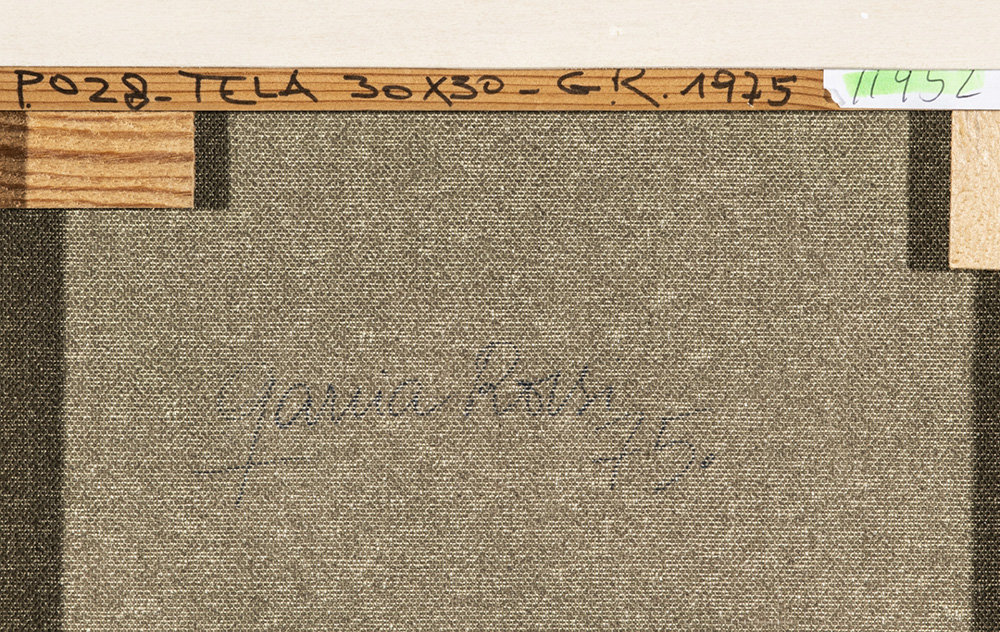 P.028-TELA 30X30-G.R. 1975
11952
Garcia Rossi
75.